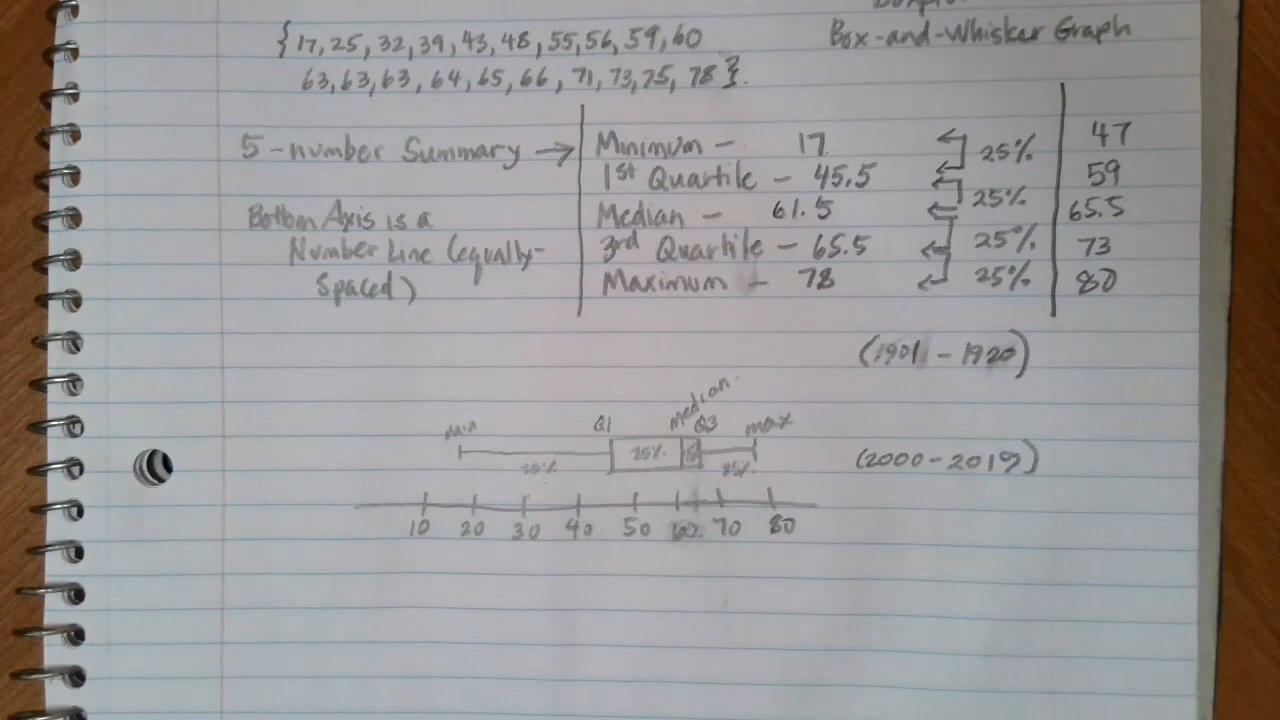 {17, 25, 32, 39, 43, 48, 55, 56, 59, 60
63, 63, 63, 64, 65, 66, 71, 73, 75, 78}.
Box-and-Whisker Graph
5-number Summary →
Minimum - 17
1st Quartile - 45.5
Median - 61.5
3rd Quartile - 65.5
Maximum - 78
25%
25%
25%
25%
47
59
65.5
73
80
Bottom Axis is a
Number Line (equally-
Spaced)
(1901 - 1920)
min Q1 Median Q3 max
25% 25% 25%
(2000-2019)
10 20 30 40 50 60 70 80